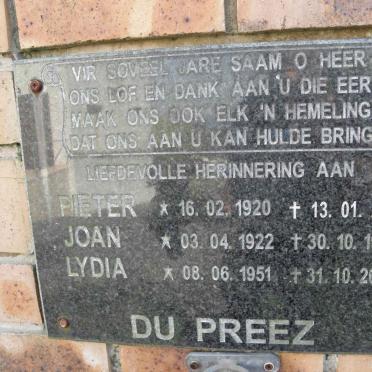 VIR SOVEEL JARE SAAM O HEER
ONS LOF EN DANK AAN U DIE EER
MAAK ONS OOK ELK 'N HEMELING
DAT ONS AAN U KAN HULDE BRING
LIEFDEVOLLE HERINNERING AAN
PIETER ★ 16. 02. 1920 ✝ 13. 01.
JOAN ★ 03. 04. 1922 ✝ 30. 10.
LYDIA ★ 08. 06. 1951 ✝ 31. 10.
DU PREEZ